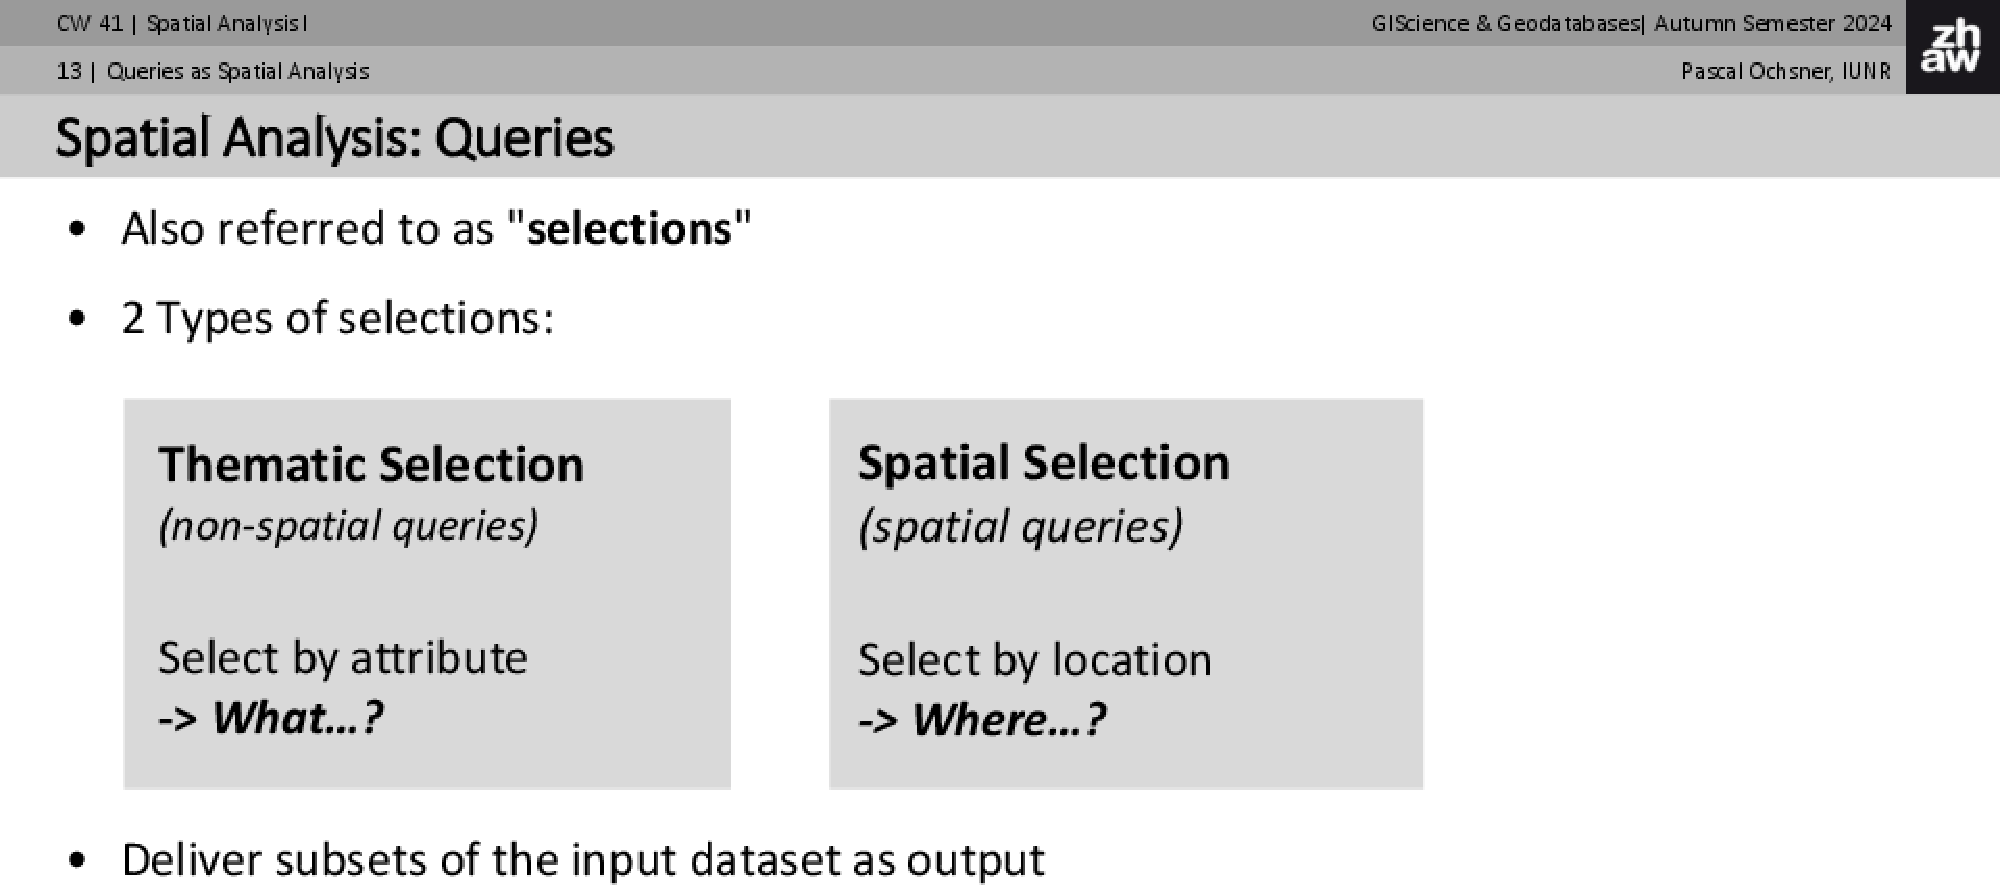 CW 41 | Spatial Analysis I
GIScience & Geodatabases| Autumn Semester 2024
13 | Queries as Spatial Analysis
Pascal Ochsner, IUNR
zh
aw
Spatial Analysis: Queries
• Also referred to as "selections"
• 2 Types of selections:
Thematic Selection
(non-spatial queries)
Select by attribute
-> What...?
Spatial Selection
(spatial queries)
Select by location
-> Where...?
• Deliver subsets of the input dataset as output